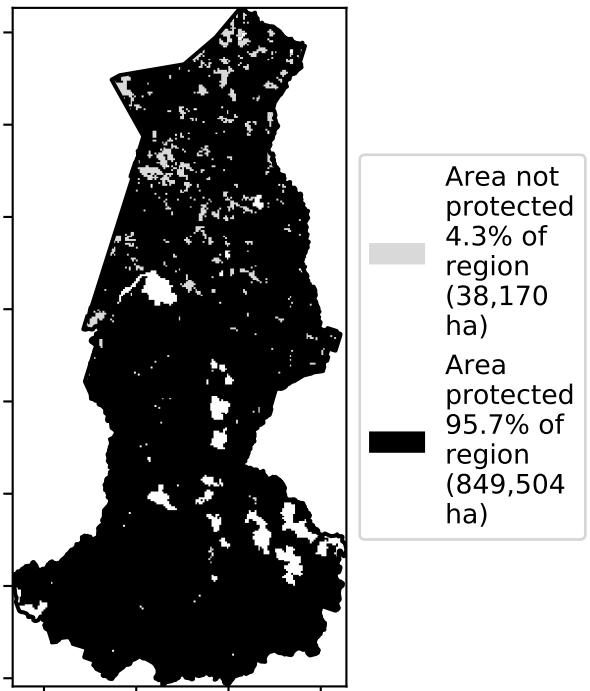 Area not
protected
4.3% of
region
(38,170
ha)
Area
protected
95.7% of
region
(849,504
ha)